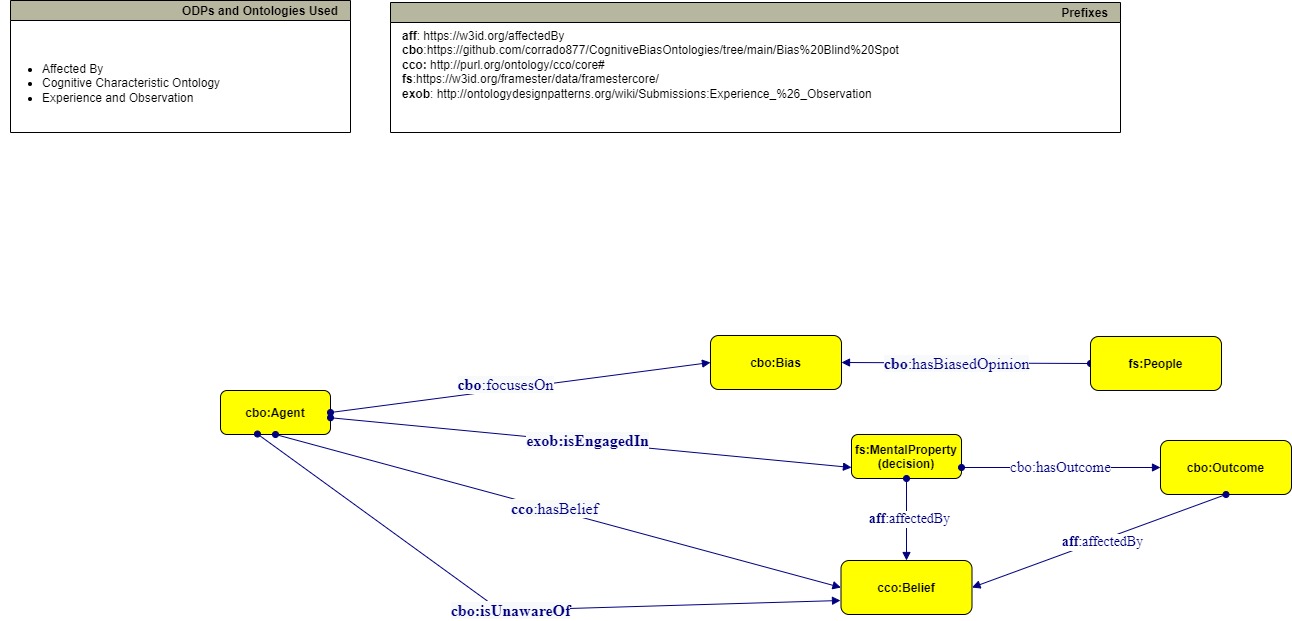 ODPs and Ontologies Used
Affected By
Cognitive Characteristic Ontology
Experience and Observation
Prefixes
aff: https://w3id.org/affectedBy
cbo:https://github.com/corrado877/CognitiveBiasOntologies/tree/main/Bias%20Blind%20Spot
cco: http://purl.org/ontology/cco/core#
fs:https://w3id.org/framester/data/framestercore/
exob: http://ontologydesignpatterns.org/wiki/Submissions:Experience_%26_Observation
cbo:Bias
cbo:hasBiasedOpinion
fs:People
cbo:focusesOn
cbo:Agent
exob:isEngagedIn
fs:MentalProperty
(decision)
cbo:hasOutcome
cbo:Outcome
cco:hasBelief
aff:affectedBy
aff:affectedBy
cco:Belief
cbo:isUnawareOf